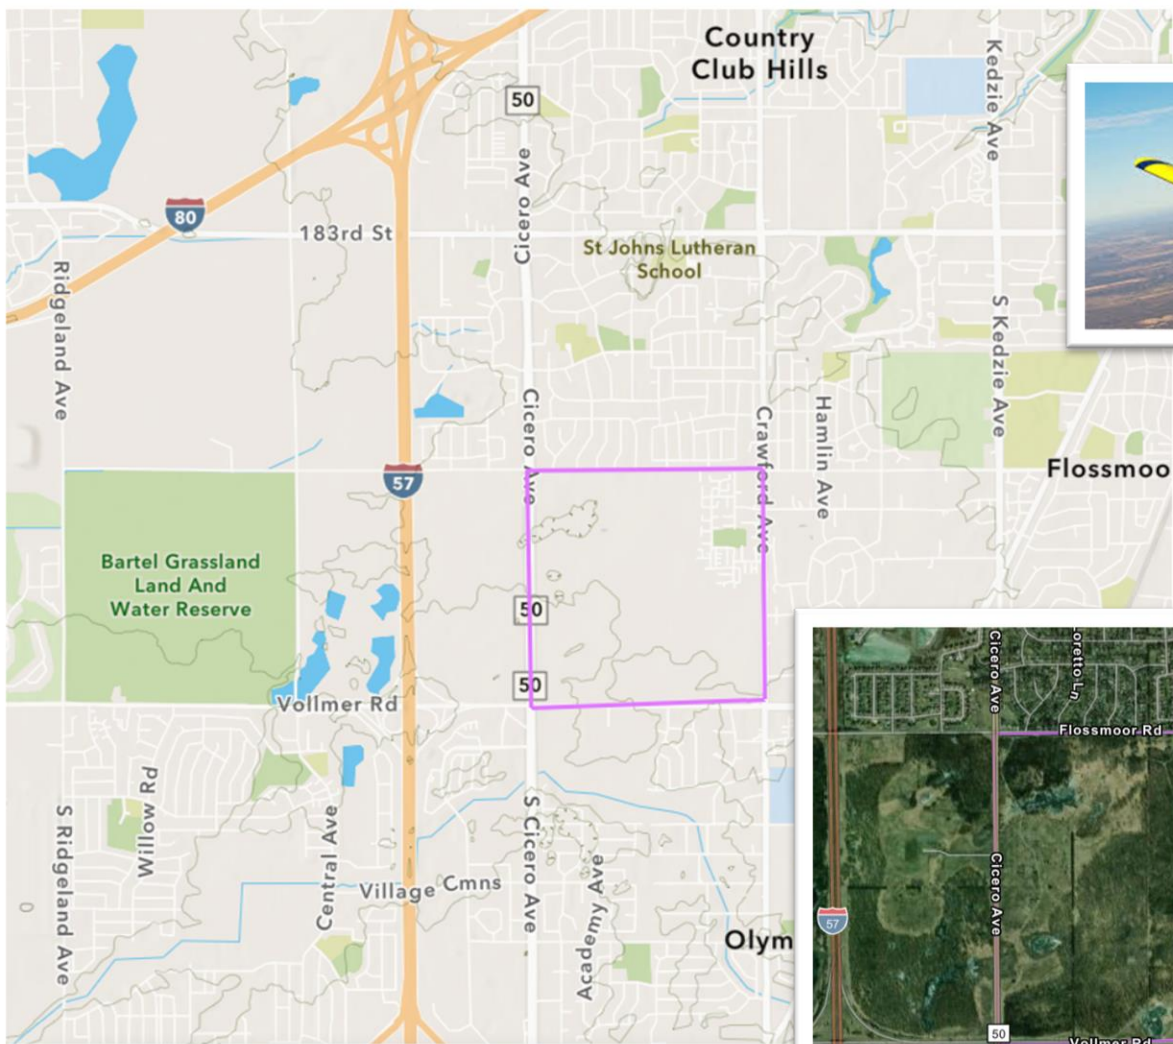 Country
Club Hills
50
Kedzie Ave
Cicero Ave
80
183rd St
St Johns Lutheran
School
Ridgeland Ave
S Kedzie Ave
Cicero Ave
Crawford Ave
Hamlin Ave
57
Flossmoo
Bartel Grassland
Land And
Water Reserve
50
50
Vollmer Rd
S Ridgeland Ave
Willow Rd
Central Ave
Village Cmns
S Cicero Ave
Academy Ave
Olym
Cicero Ave
Loretto Ln
Flossmoor Rd
Cicero Ave
57
50
Vollmer Rd